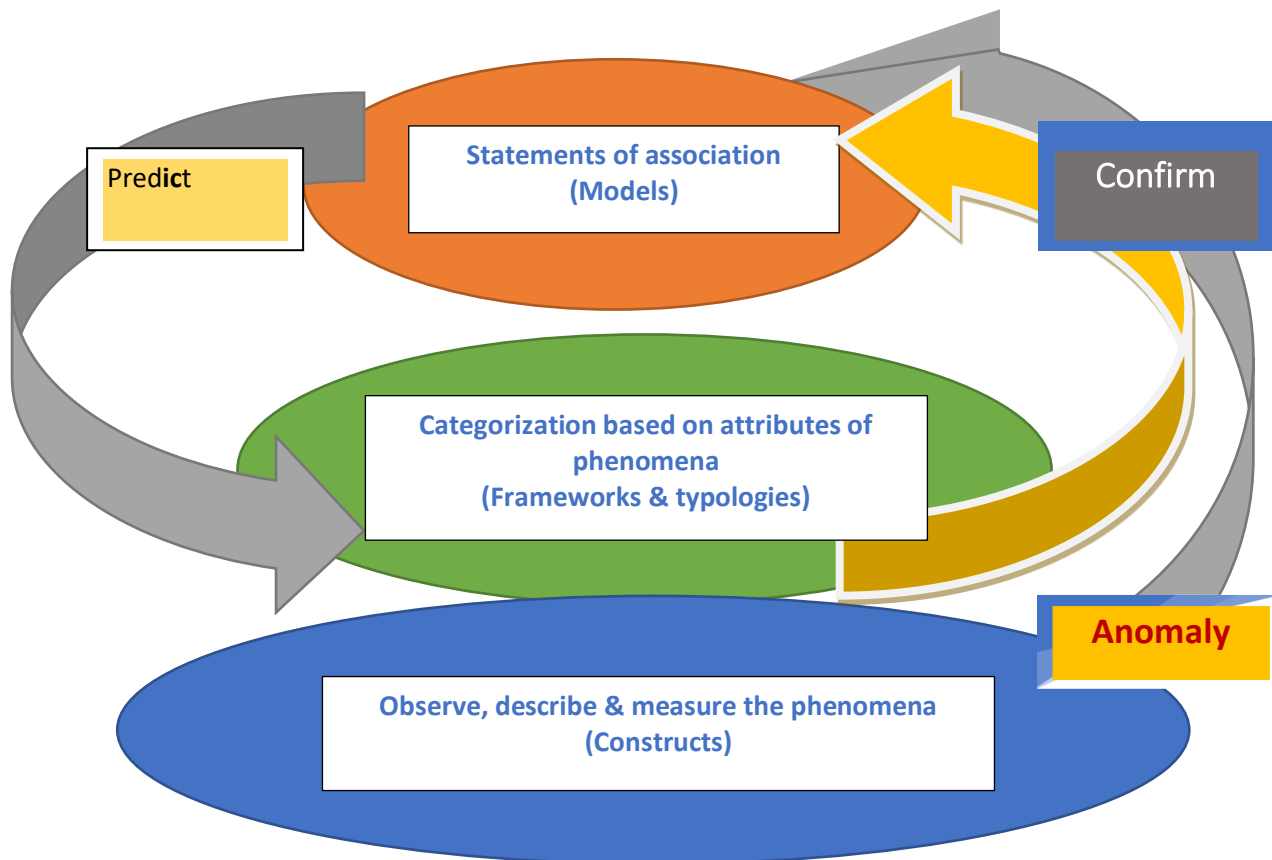 Statements of association
(Models)
Predict
Confirm
Categorization based on attributes of
phenomena
(Frameworks & typologies)
Anomaly
Observe, describe & measure the phenomena
(Constructs)